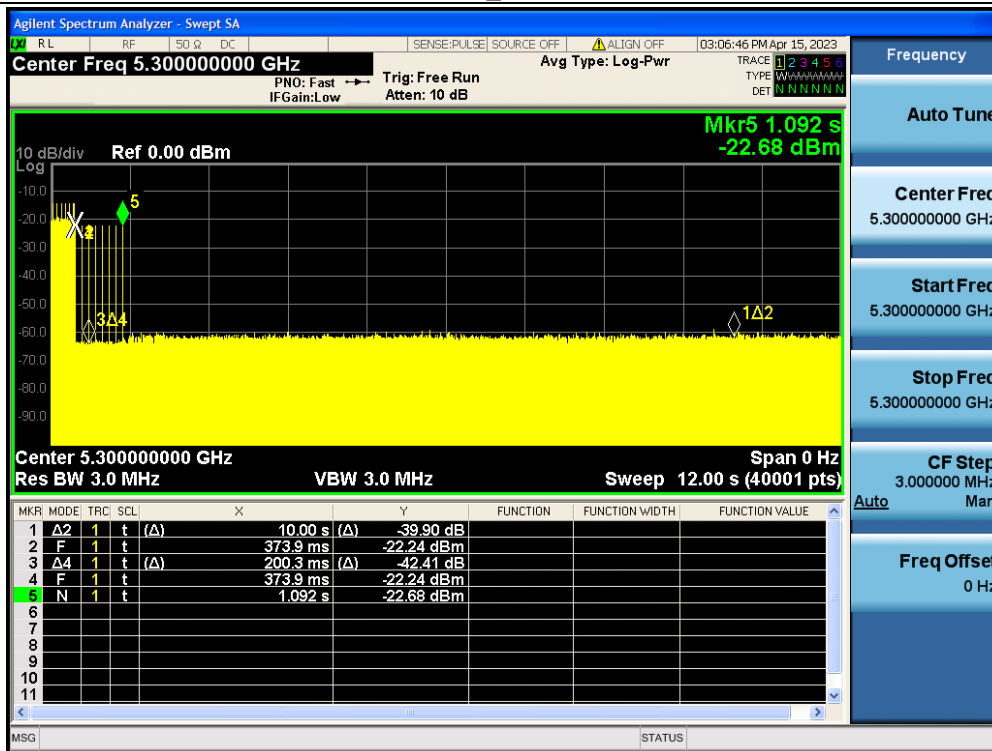 Agilent Spectrum Analyzer - Swept SA
LXI RL RF 50 Ω DC SENSE:PULSE SOURCE OFF ALIGN OFF 03:06:46 PM Apr 15, 2023
Center Freq 5.300000000 GHz
PNO: Fast
IFGain:Low
Trig: Free Run
Atten: 10 dB
Avg Type: Log-Pwr
TRACE 1 2 3 4 5 6
TYPE WWWWWW
DET N N N N N N
Mkr5 1.092 s
-22.68 dBm
10 dB/div Ref 0.00 dBm
Log
-10.0
-20.0
-30.0
-40.0
-50.0
-60.0
-70.0
-80.0
-90.0
5
2
3Δ4
1Δ2
Center 5.300000000 GHz Span 0 Hz
Res BW 3.0 MHz VBW 3.0 MHz Sweep 12.00 s (40001 pts)
MKR MODE TRC SCL X Y FUNCTION FUNCTION WIDTH FUNCTION VALUE
1 Δ2 1 t (Δ) 10.00 s (Δ) -39.90 dB
2 F 1 t 373.9 ms -22.24 dBm
3 Δ4 1 t (Δ) 200.3 ms (Δ) -42.41 dB
4 F 1 t 373.9 ms -22.24 dBm
5 N 1 t 1.092 s -22.68 dBm
6
7
8
9
10
11
MSG STATUS
Frequency
Auto Tune
Center Freq
5.300000000 GHz
Start Freq
5.300000000 GHz
Stop Freq
5.300000000 GHz
CF Step
3.000000 MHz
Auto Man
Freq Offset
0 Hz